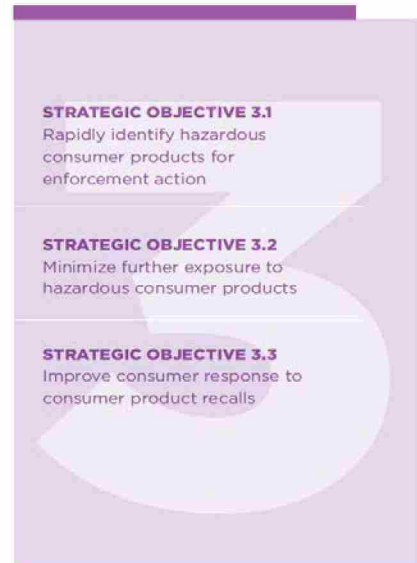 STRATEGIC OBJECTIVE 3.1
Rapidly identify hazardous
consumer products for
enforcement action
STRATEGIC OBJECTIVE 3.2
Minimize further exposure to
hazardous consumer products
STRATEGIC OBJECTIVE 3.3
Improve consumer response to
consumer product recalls
3